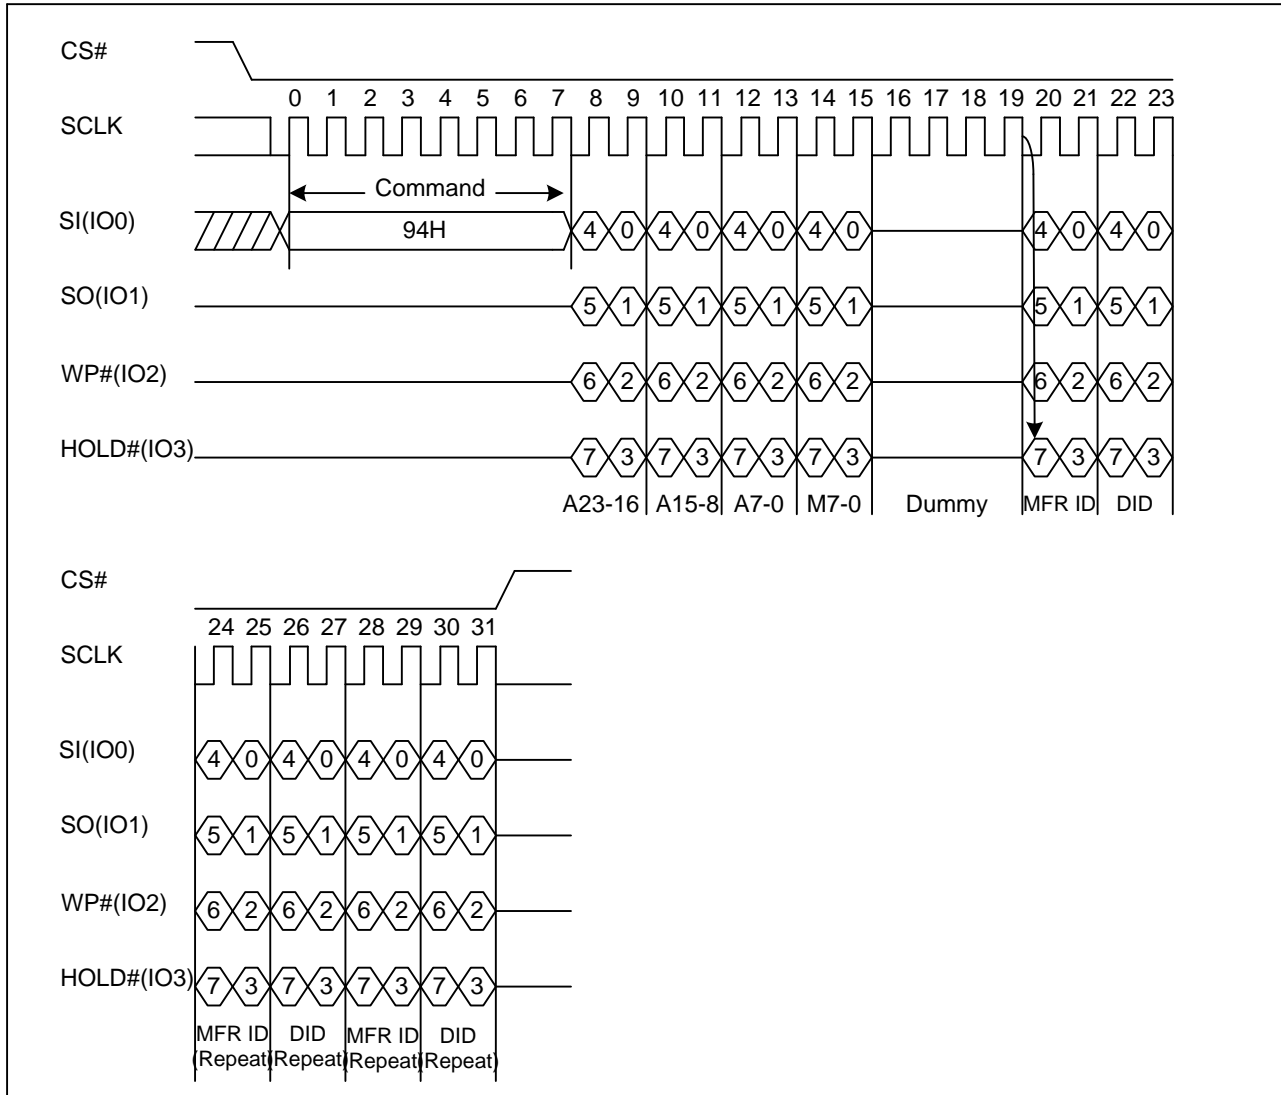 CS#
0 1 2 3 4 5 6 7 8 9 10 11 12 13 14 15 16 17 18 19 20 21 22 23
SCLK
Command
SI(IO0)
94H
4 0 4 0 4 0 4 0 4 0 4 0
SO(IO1)
5 1 5 1 5 1 5 1 5 1 5 1
WP#(IO2)
6 2 6 2 6 2 6 2 6 2 6 2
HOLD#(IO3)
7 3 7 3 7 3 7 3 7 3 7 3
A23-16 A15-8 A7-0 M7-0 Dummy MFR ID DID
CS#
24 25 26 27 28 29 30 31
SCLK
SI(IO0)
4 0 4 0 4 0 4 0
SO(IO1)
5 1 5 1 5 1 5 1
WP#(IO2)
6 2 6 2 6 2 6 2
HOLD#(IO3)
7 3 7 3 7 3 7 3
MFR ID DID MFR ID DID
(Repeat) (Repeat) (Repeat) (Repeat)